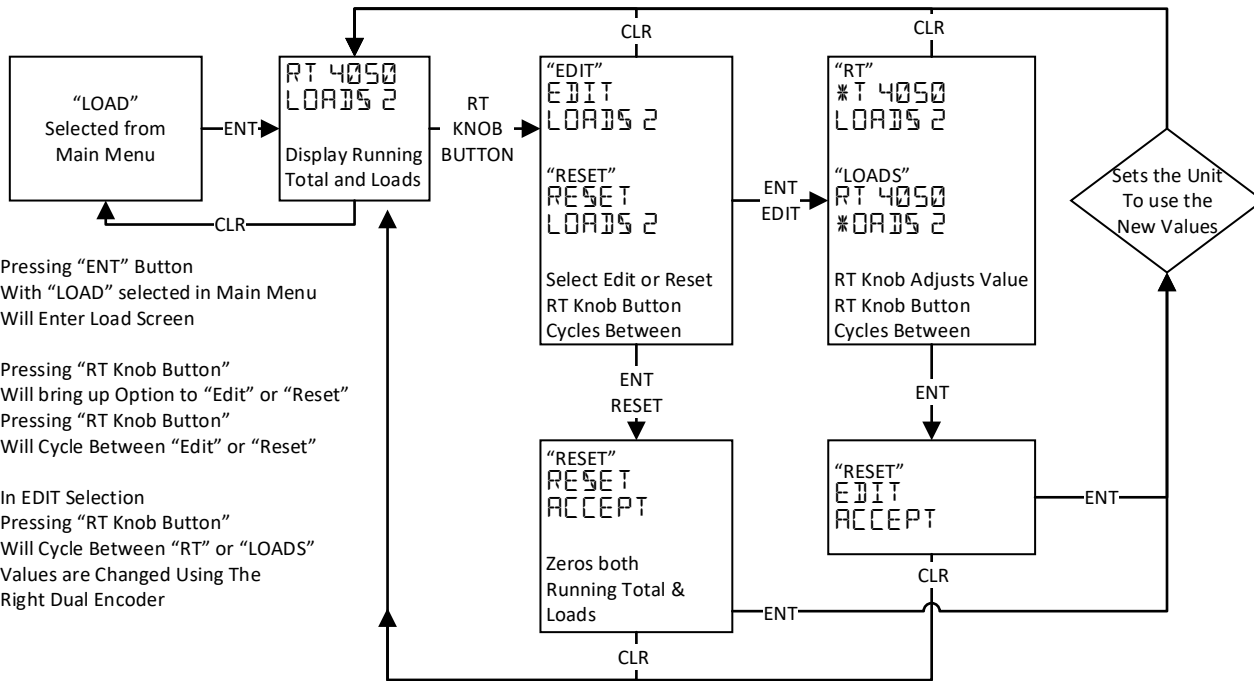 CLR
CLR
"LOAD"
Selected from
Main Menu
ENT
RT 4050
LOADS 2
Display Running
Total and Loads
CLR
RT
KNOB
BUTTON
"EDIT"
EDIT
LOADS 2
"RESET"
RESET
LOADS 2
Select Edit or Reset
RT Knob Button
Cycles Between
ENT
EDIT
"RT"
*T 4050
LOADS 2
"LOADS"
RT 4050
*OADS 2
RT Knob Adjusts Value
RT Knob Button
Cycles Between
Sets the Unit
To use the
New Values
Pressing “ENT” Button
With “LOAD” selected in Main Menu
Will Enter Load Screen
Pressing “RT Knob Button”
Will bring up Option to “Edit” or “Reset”
Pressing “RT Knob Button”
Will Cycle Between “Edit” or “Reset”
In EDIT Selection
Pressing “RT Knob Button”
Will Cycle Between “RT” or “LOADS”
Values are Changed Using The
Right Dual Encoder
ENT
RESET
ENT
“RESET”
RESET
ACCEPT
Zeros both
Running Total &
Loads
“RESET”
EDIT
ACCEPT
ENT
CLR
ENT
CLR